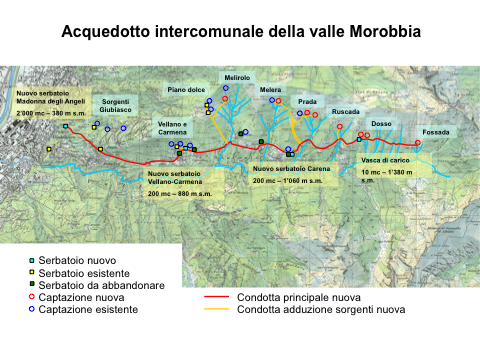 Acquedotto intercomunale della valle Morobbia
Melirolo
Piano dolce
Melera
Nuovo serbatoio
Madonna degli Angeli
2'000 mc – 380 m s.m.
Sorgenti
Giubiasco
Prada
Ruscada
Vellano e
Carmena
Dosso
Fossada
Vasca di carico
10 mc – 1'380 m
s.m.
Nuovo serbatoio Carena
200 mc – 1'060 m s.m.
Nuovo serbatoio
Vellano-Carmena
200 mc – 880 m s.m.
Serbatoio nuovo
Serbatoio esistente
Serbatoio da abbandonare
Captazione nuova
Captazione esistente
Condotta principale nuova
Condotta adduzione sorgenti nuova